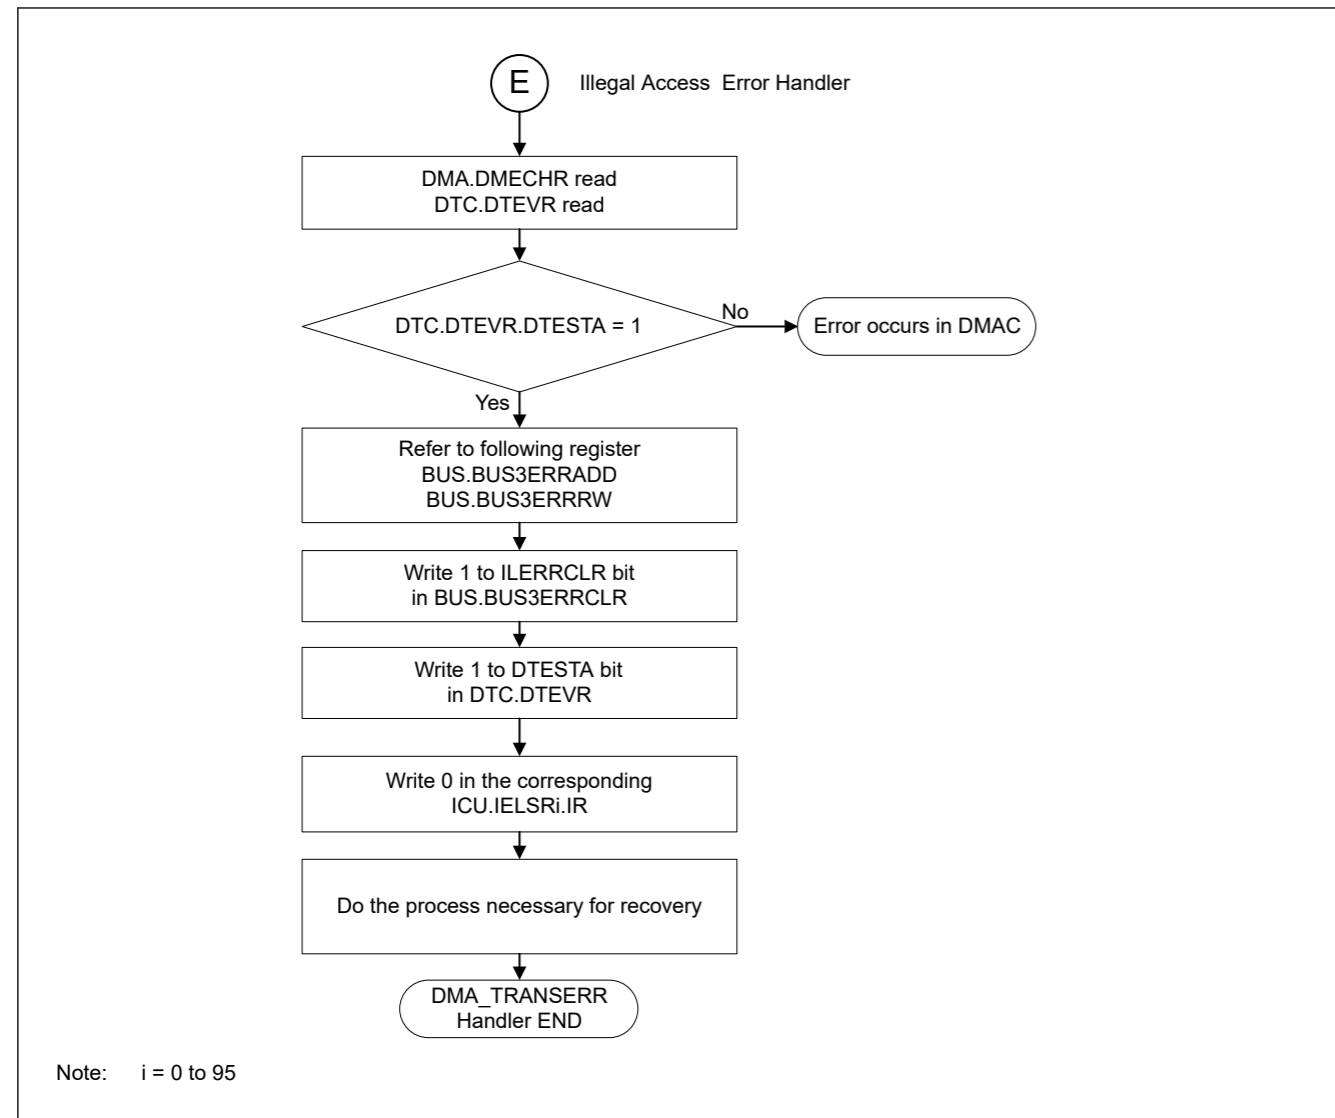 E
Illegal Access Error Handler
DMA.DMECHR read
DTC.DTEVR read
DTC.DTEVR.DTESTA = 1
No
Error occurs in DMAC
Yes
Refer to following register
BUS.BUS3ERRADD
BUS.BUS3ERRRW
Write 1 to ILERRCLR bit
in BUS.BUS3ERRCLR
Write 1 to DTESTA bit
in DTC.DTEVR
Write 0 in the corresponding
ICU.IELSRi.IR
Do the process necessary for recovery
DMA_TRANSERR
Handler END
Note: i = 0 to 95